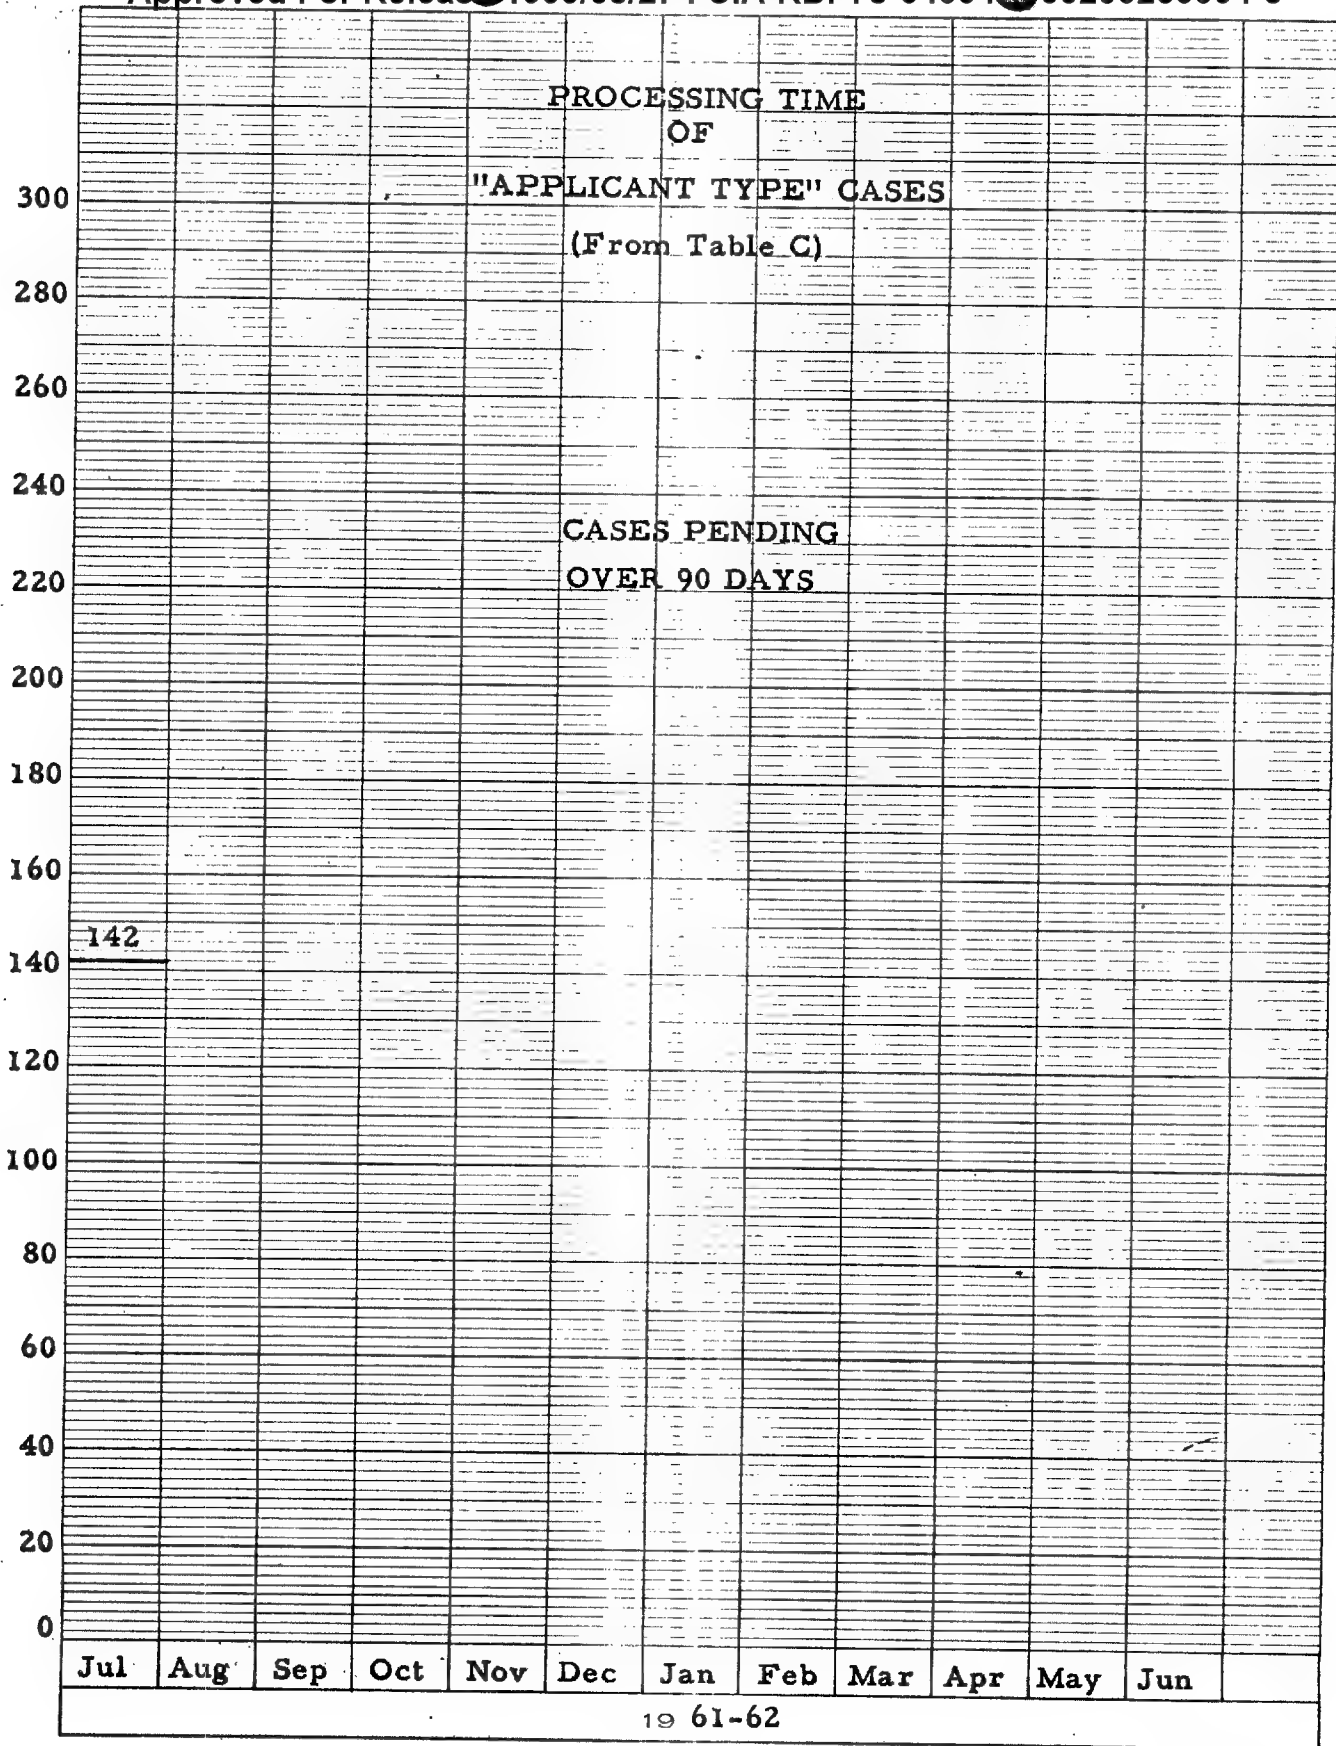 PROCESSING TIME
OF
"APPLICANT TYPE" CASES
(From Table C)
CASES PENDING
OVER 90 DAYS
300
280
260
240
220
200
180
160
142
140
120
100
80
60
40
20
0
Jul Aug Sep Oct Nov Dec Jan Feb Mar Apr May Jun
19 61-62